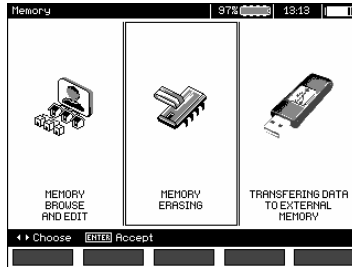 Memory 97% 13:13
MEMORY
BROWSE
AND EDIT
MEMORY
ERASING
TRANSFERING DATA
TO EXTERNAL
MEMORY
Choose ENTER Accept